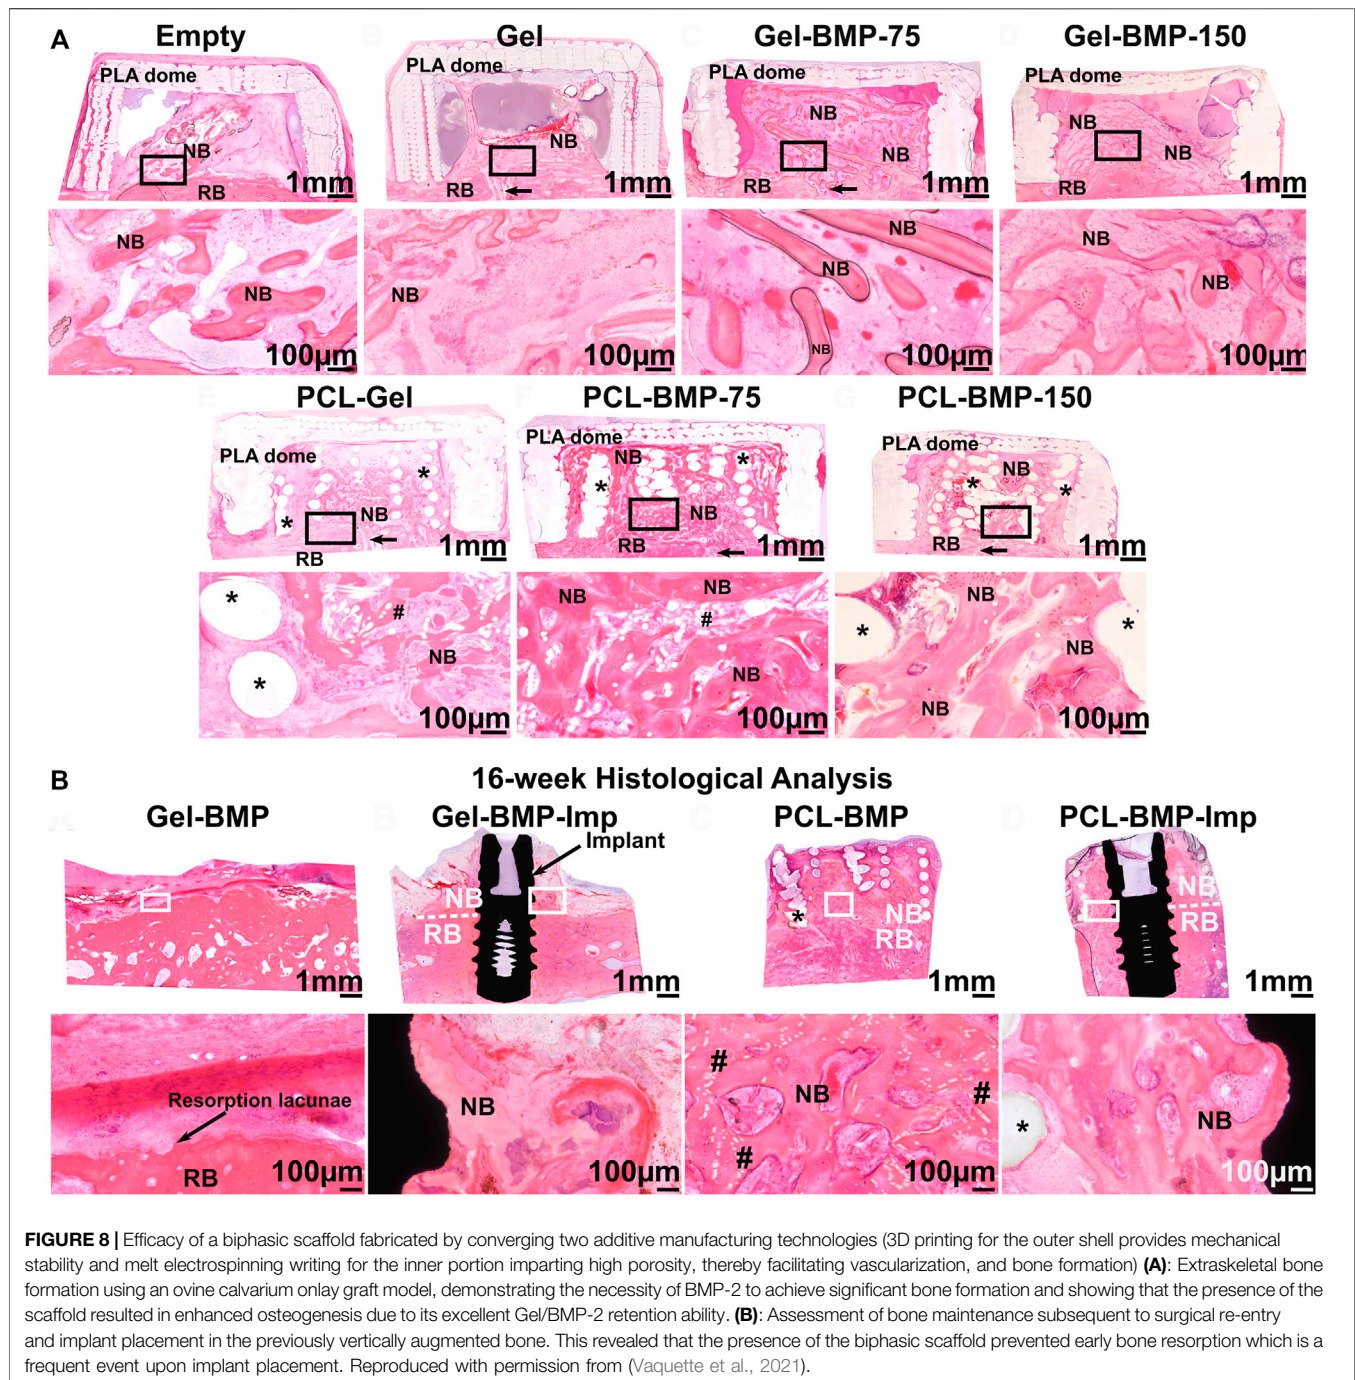 A
Empty
B
Gel
C
Gel-BMP-75
D
Gel-BMP-150
PLA dome
PLA dome
PLA dome
PLA dome
NB
RB
1mm
NB
RB
1mm
NB
NB
RB
1mm
NB
NB
RB
1mm
NB
NB
100µm
NB
100µm
NB
NB
NB
100µm
NB
NB
100µm
E
PCL-Gel
F
PCL-BMP-75
G
PCL-BMP-150
PLA dome
*
*
NB
RB
1mm
PLA dome
NB
*
*
NB
RB
1mm
PLA dome
NB
*
*
RB
1mm
*
*
#
NB
100µm
NB
NB
#
NB
100µm
NB
*
*
NB
NB
100µm
B
16-week Histological Analysis
A
Gel-BMP
B
Gel-BMP-Imp
C
PCL-BMP
D
PCL-BMP-Imp
1mm
Implant
NB
RB
1mm
*
NB
RB
1mm
NB
RB
1mm
Resorption lacunae
RB
100µm
NB
100µm
#
NB
#
#
100µm
*
NB
100µm
FIGURE 8 | Efficacy of a biphasic scaffold fabricated by converging two additive manufacturing technologies (3D printing for the outer shell provides mechanical
stability and melt electrospinning writing for the inner portion imparting high porosity, thereby facilitating vascularization, and bone formation) (A): Extraskeletal bone
formation using an ovine calvarium onlay graft model, demonstrating the necessity of BMP-2 to achieve significant bone formation and showing that the presence of the
scaffold resulted in enhanced osteogenesis due to its excellent Gel/BMP-2 retention ability. (B): Assessment of bone maintenance subsequent to surgical re-entry
and implant placement in the previously vertically augmented bone. This revealed that the presence of the biphasic scaffold prevented early bone resorption which is a
frequent event upon implant placement. Reproduced with permission from (Vaquette et al., 2021).